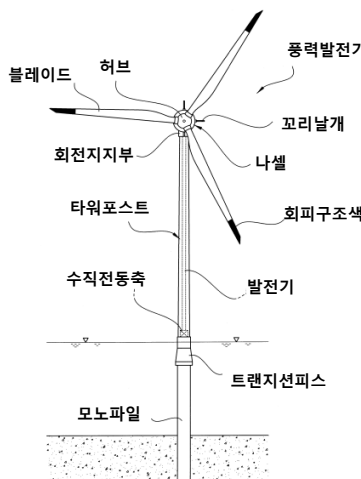 풍력발전기
허브
블레이드
꼬리날개
회전지지부
나셀
타워포스트
회피구조색
수직전동축
발전기
트랜지션피스
모노파일